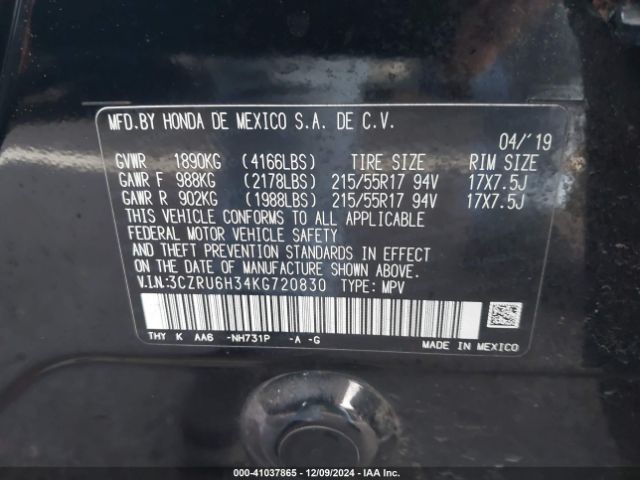 MFD.BY HONDA DE MEXICO S.A. DE C.V.
04/'19
GVWR 1890KG (4166LBS) TIRE SIZE RIM SIZE
GAWR F 988KG (2178LBS) 215/55R17 94V 17X7.5J
GAWR R 902KG (1988LBS) 215/55R17 94V 17X7.5J
THIS VEHICLE CONFORMS TO ALL APPLICABLE
FEDERAL MOTOR VEHICLE SAFETY
AND THEFT PREVENTION STANDARDS IN EFFECT
ON THE DATE OF MANUFACTURE SHOWN ABOVE.
V.I.N:3CZRU6H34KG720830 TYPE: MPV
THY K AA6 -NH731P -A -G
MADE IN MEXICO
000-41037865 - 12/09/2024 - IAA Inc.